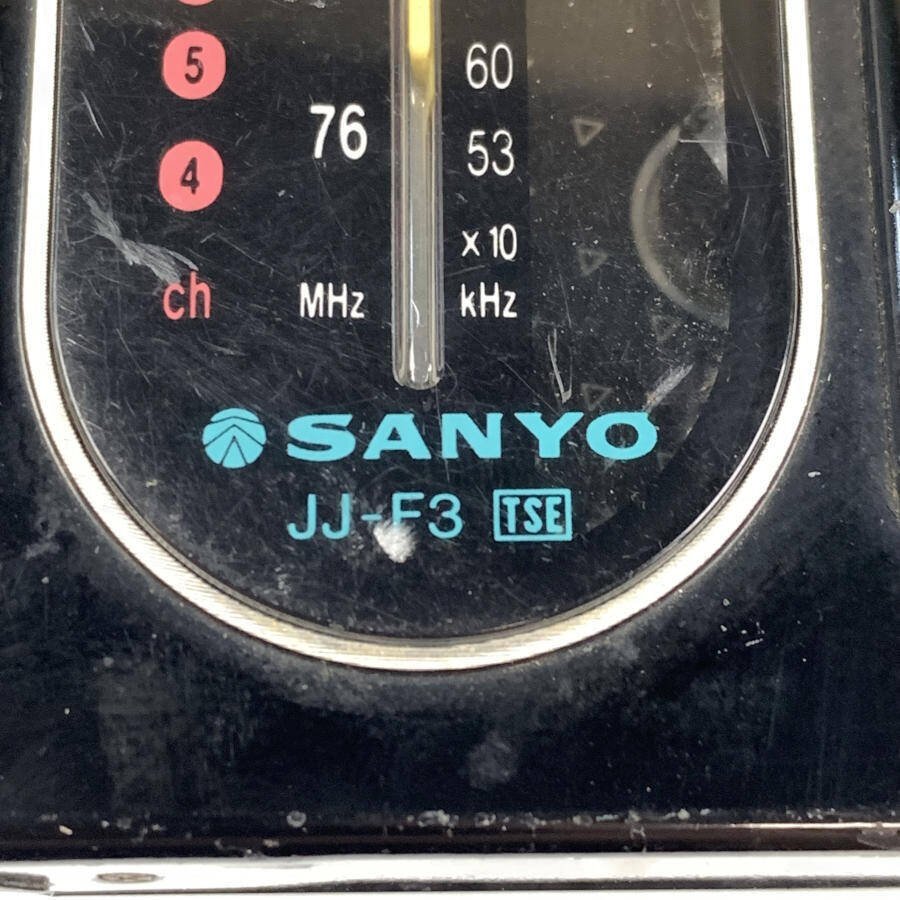 5 60
76
4 53
x 10
ch MHz kHz
SANYO
JJ-F3 TSE